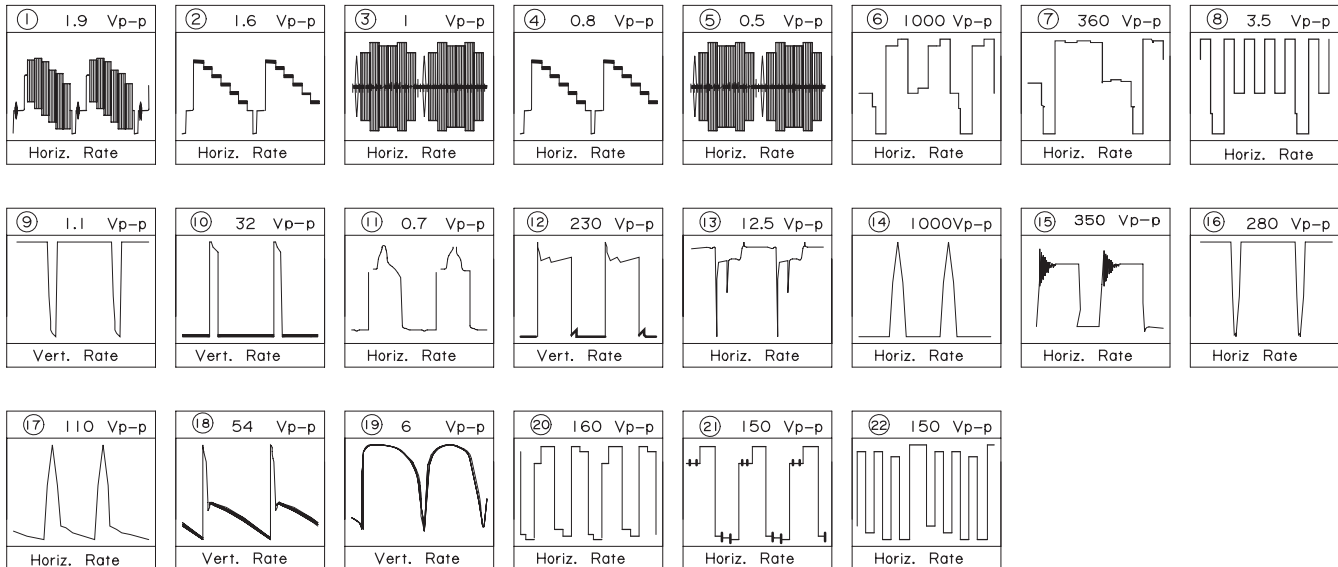 1 1.9 Vp-p
2 1.6 Vp-p
3 1 Vp-p
4 0.8 Vp-p
5 0.5 Vp-p
6 1000 Vp-p
7 360 Vp-p
8 3.5 Vp-p
Horiz. Rate
Horiz. Rate
Horiz. Rate
Horiz. Rate
Horiz. Rate
Horiz. Rate
Horiz. Rate
Horiz. Rate
9 1.1 Vp-p
10 32 Vp-p
11 0.7 Vp-p
12 230 Vp-p
13 12.5 Vp-p
14 1000Vp-p
15 350 Vp-p
16 280 Vp-p
Vert. Rate
Vert. Rate
Horiz. Rate
Vert. Rate
Horiz. Rate
Horiz. Rate
Horiz. Rate
Horiz Rate
17 110 Vp-p
18 54 Vp-p
19 6 Vp-p
20 160 Vp-p
21 150 Vp-p
22 150 Vp-p
Horiz. Rate
Vert. Rate
Vert. Rate
Horiz. Rate
Horiz. Rate
Horiz. Rate